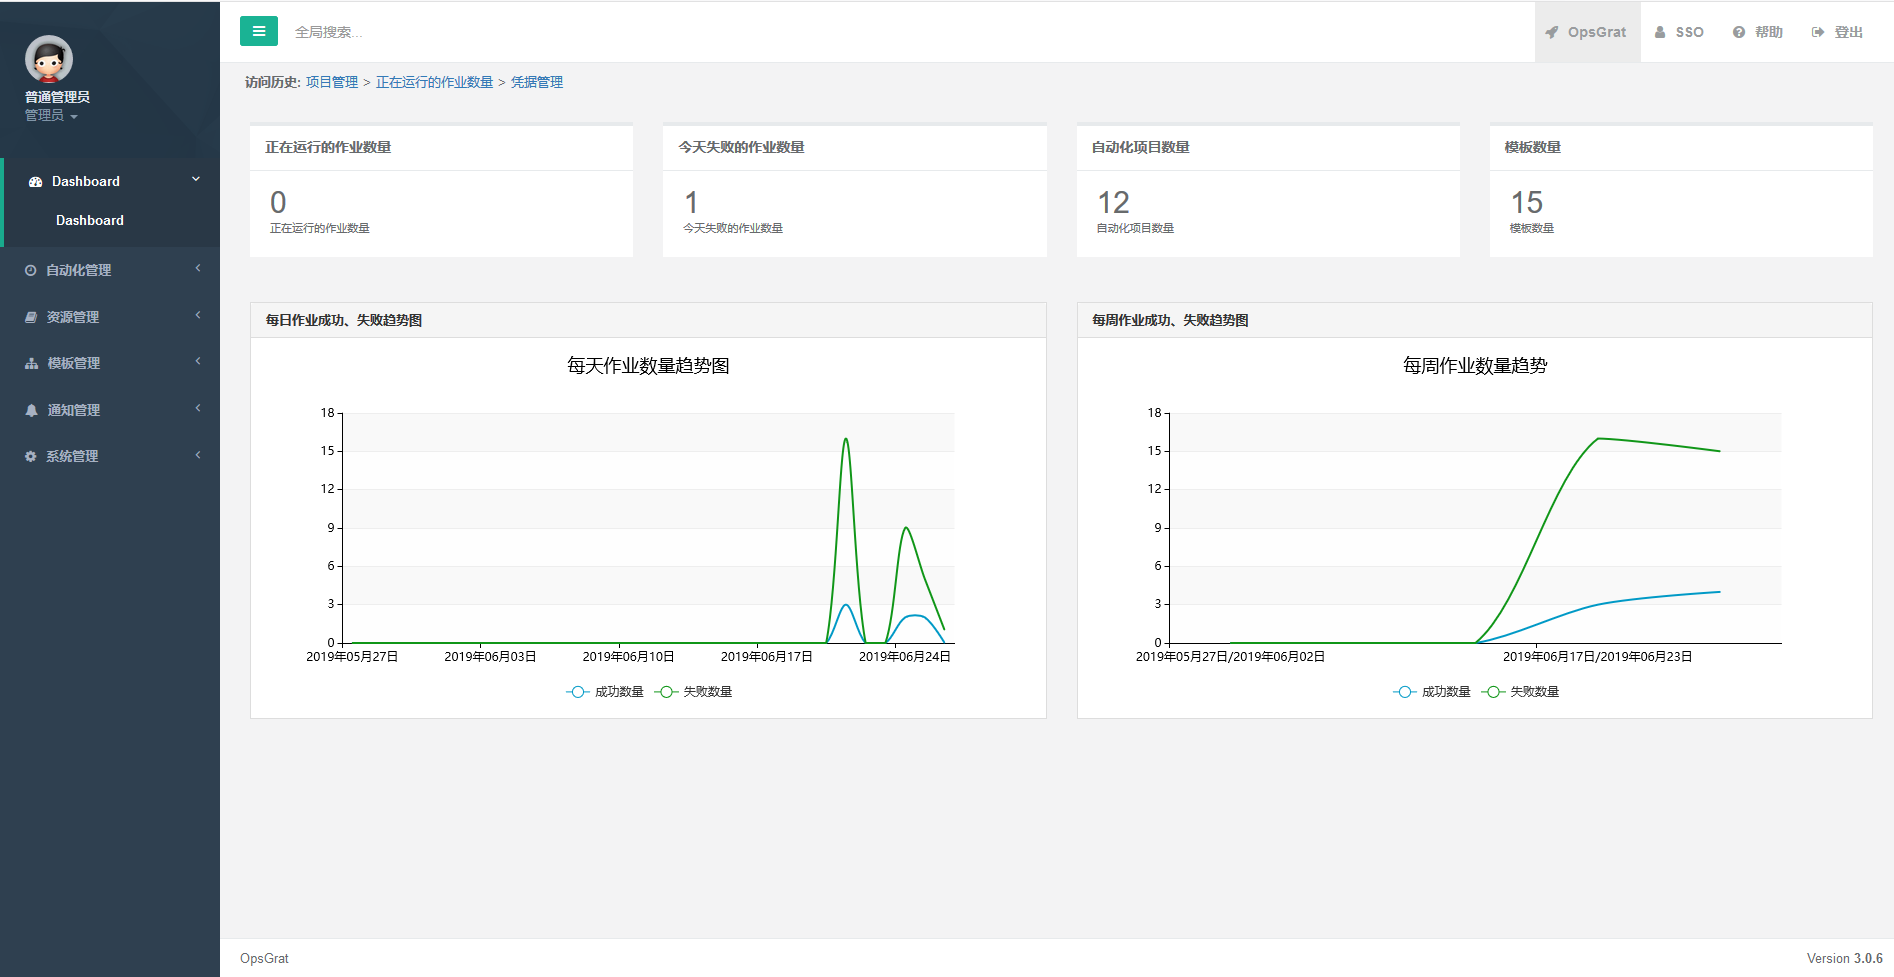 全局搜索...
OpsGrat
SSO
帮助
登出
普通管理员
管理员
Dashboard
Dashboard
自动化管理
资源管理
模板管理
通知管理
系统管理
访问历史: 项目管理 > 正在运行的作业数量 > 凭据管理
正在运行的作业数量
0
正在运行的作业数量
今天失败的作业数量
1
今天失败的作业数量
自动化项目数量
12
自动化项目数量
模板数量
15
模板数量
每日作业成功、失败趋势图
每天作业数量趋势图
18
15
12
9
6
3
0
2019年05月27日 2019年06月03日 2019年06月10日 2019年06月17日 2019年06月24日
成功数量 失败数量
每周作业成功、失败趋势图
每周作业数量趋势
18
15
12
9
6
3
0
2019年05月27日/2019年06月02日 2019年06月17日/2019年06月23日
成功数量 失败数量
OpsGrat
Version 3.0.6